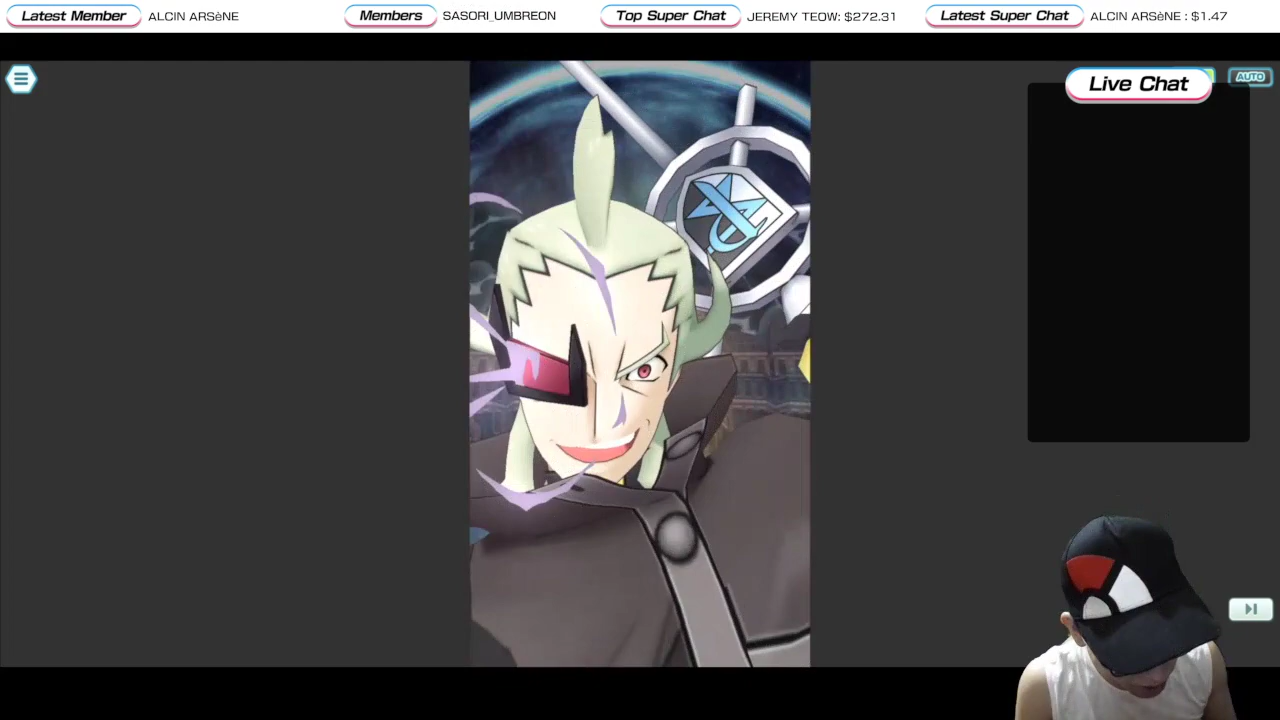 Latest Member ALCIN ARSèNE Members SASORI_UMBREON Top Super Chat JEREMY TEOW: $272.31 Latest Super Chat ALCIN ARSèNE : $1.47
Live Chat AUTO